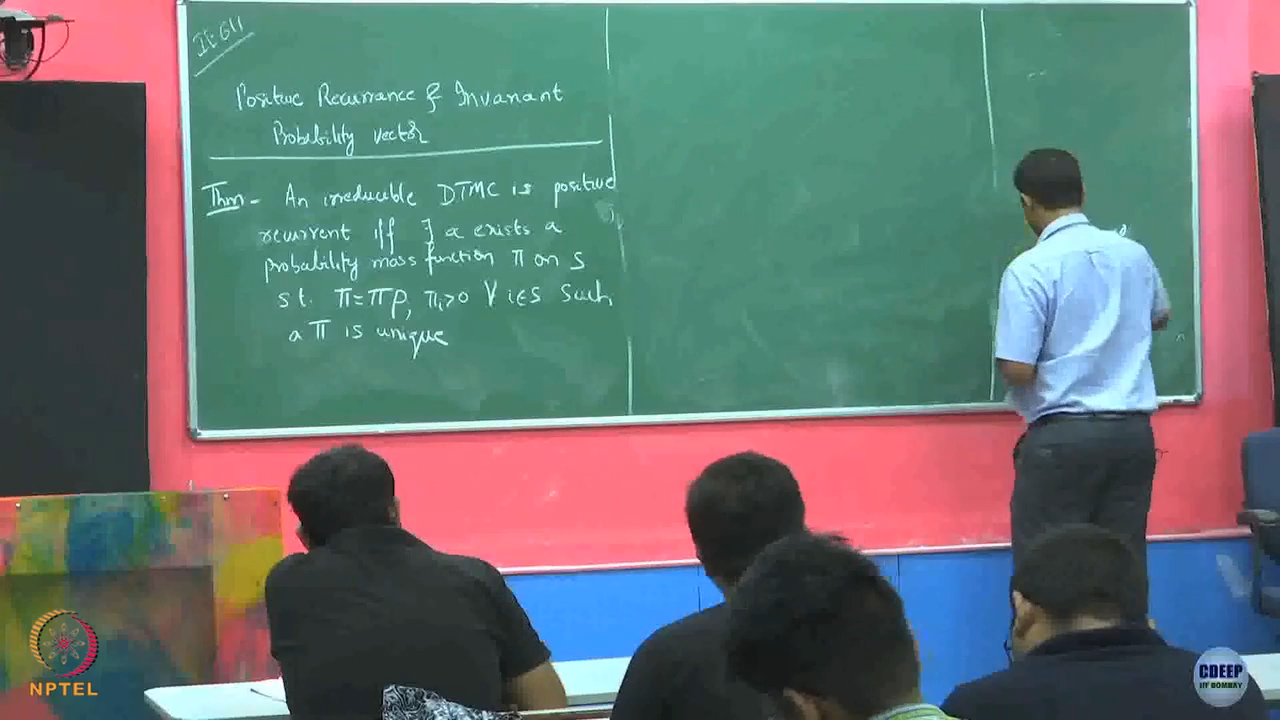 IE 611
Positive Recurrance & Invariant
Probability vector
Thm - An irreducible DTMC is positive
recurrent iff ∃ a exists a
probability mass function π on S
s.t. π=πP, πi>0 ∀ i∈S Such
a π is unique
NPTEL
CDEEP
IIT BOMBAY